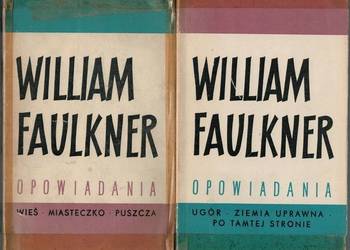 WILLIAM
FAULKNER
OPOWIADANIA
WIEŚ · MIASTECZKO · PUSZCZA
WILLIAM
FAULKNER
OPOWIADANIA
UGÓR · ZIEMIA UPRAWNA ·
PO TAMTEJ STRONIE